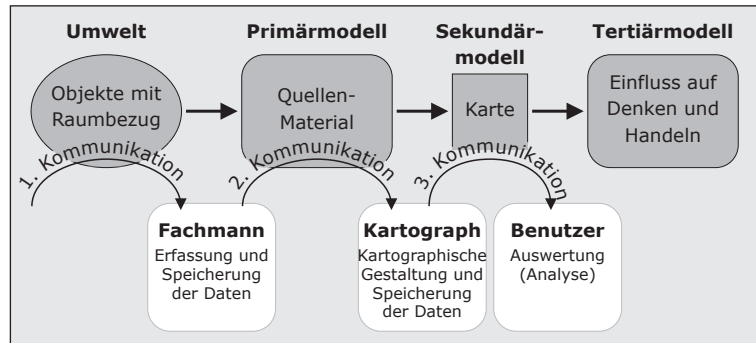 Umwelt
Primärmodell
Sekundär-
modell
Tertiärmodell
Objekte mit
Raumbezug
Quellen-
Material
Karte
Einfluss auf
Denken und
Handeln
1. Kommunikation
2. Kommunikation
3. Kommunikation
Fachmann
Erfassung und
Speicherung
der Daten
Kartograph
Kartographische
Gestaltung und
Speicherung
der Daten
Benutzer
Auswertung
(Analyse)